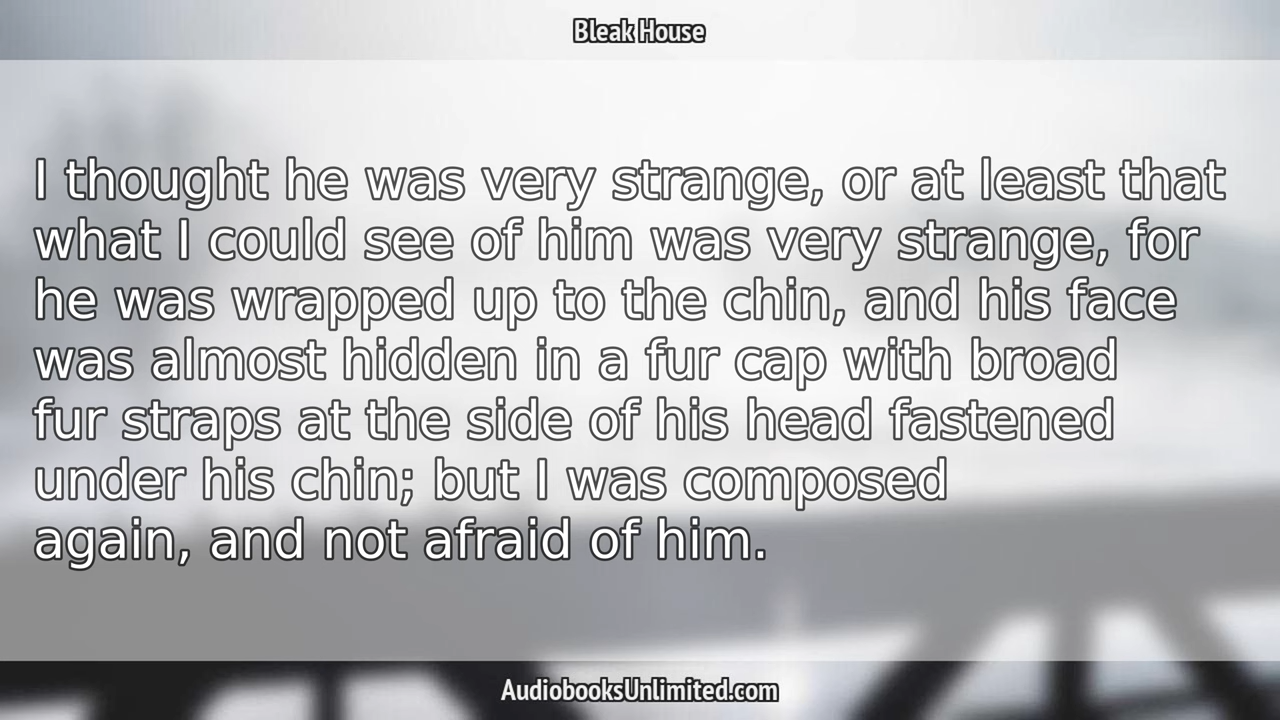 Bleak House
I thought he was very strange, or at least that
what I could see of him was very strange, for
he was wrapped up to the chin, and his face
was almost hidden in a fur cap with broad
fur straps at the side of his head fastened
under his chin; but I was composed
again, and not afraid of him.
AudiobooksUnlimited.com